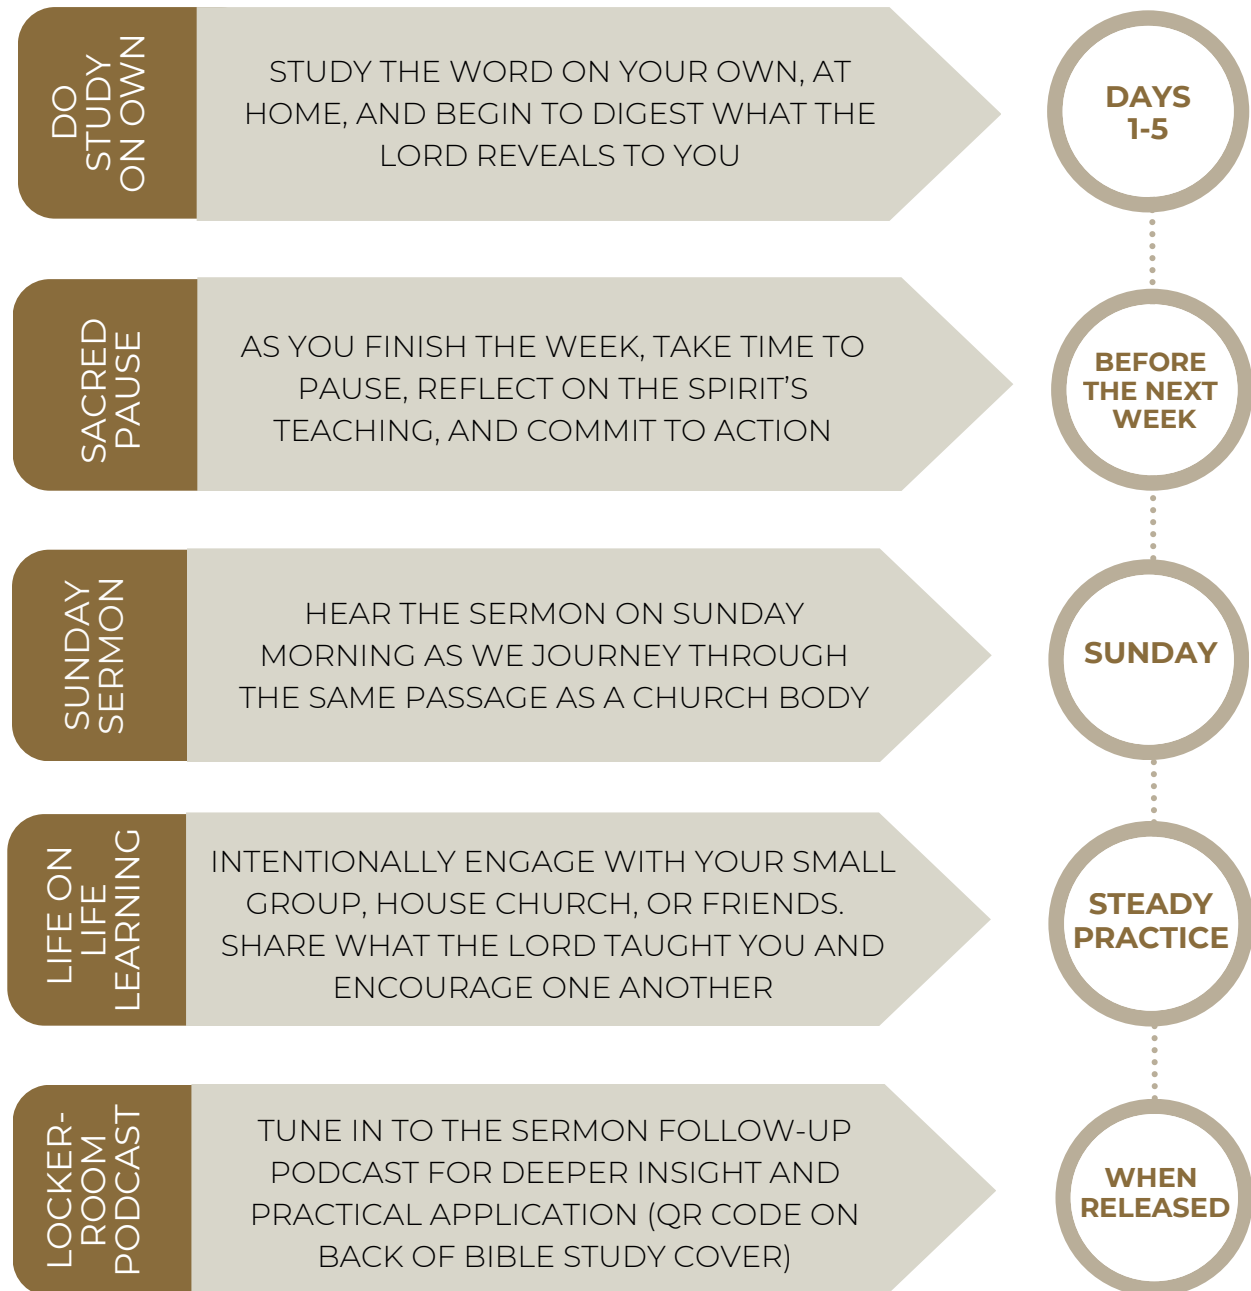 DO
STUDY
ON OWN
STUDY THE WORD ON YOUR OWN, AT
HOME, AND BEGIN TO DIGEST WHAT THE
LORD REVEALS TO YOU
DAYS
1-5
SACRED
PAUSE
AS YOU FINISH THE WEEK, TAKE TIME TO
PAUSE, REFLECT ON THE SPIRIT’S
TEACHING, AND COMMIT TO ACTION
BEFORE
THE NEXT
WEEK
SUNDAY
SERMON
HEAR THE SERMON ON SUNDAY
MORNING AS WE JOURNEY THROUGH
THE SAME PASSAGE AS A CHURCH BODY
SUNDAY
LIFE ON
LIFE
LEARNING
INTENTIONALLY ENGAGE WITH YOUR SMALL
GROUP, HOUSE CHURCH, OR FRIENDS.
SHARE WHAT THE LORD TAUGHT YOU AND
ENCOURAGE ONE ANOTHER
STEADY
PRACTICE
LOCKER-
ROOM
PODCAST
TUNE IN TO THE SERMON FOLLOW-UP
PODCAST FOR DEEPER INSIGHT AND
PRACTICAL APPLICATION (QR CODE ON
BACK OF BIBLE STUDY COVER)
WHEN
RELEASED